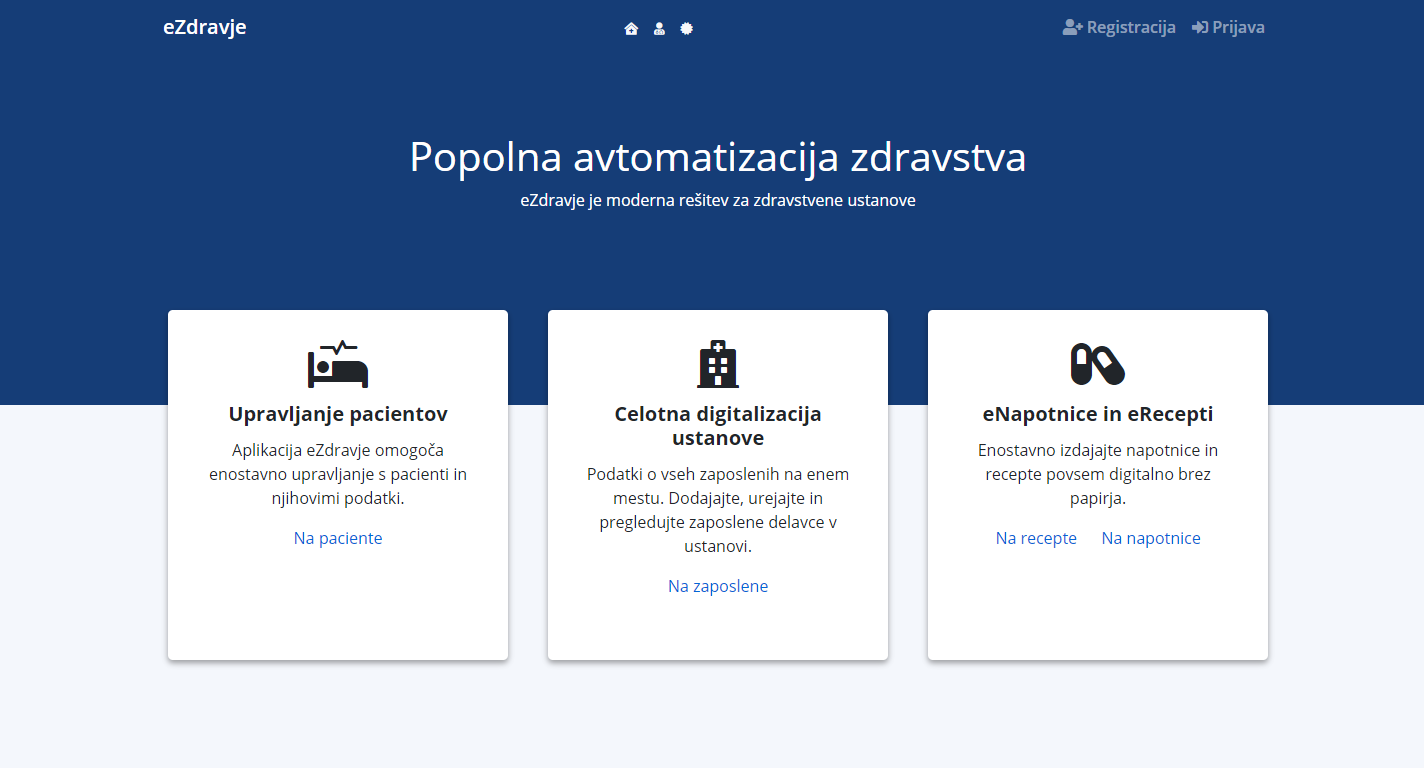 eZdravje
Registracija
Prijava
Popolna avtomatizacija zdravstva
eZdravje je moderna rešitev za zdravstvene ustanove
Upravljanje pacientov
Aplikacija eZdravje omogoča
enostavno upravljanje s pacienti in
njihovimi podatki.
Na paciente
Celotna digitalizacija
ustanove
Podatki o vseh zaposlenih na enem
mestu. Dodajajte, urejajte in
pregledujte zaposlene delavce v
ustanovi.
Na zaposlene
eNapotnice in eRecepti
Enostavno izdajajte napotnice in
recepte povsem digitalno brez
papirja.
Na recepte
Na napotnice